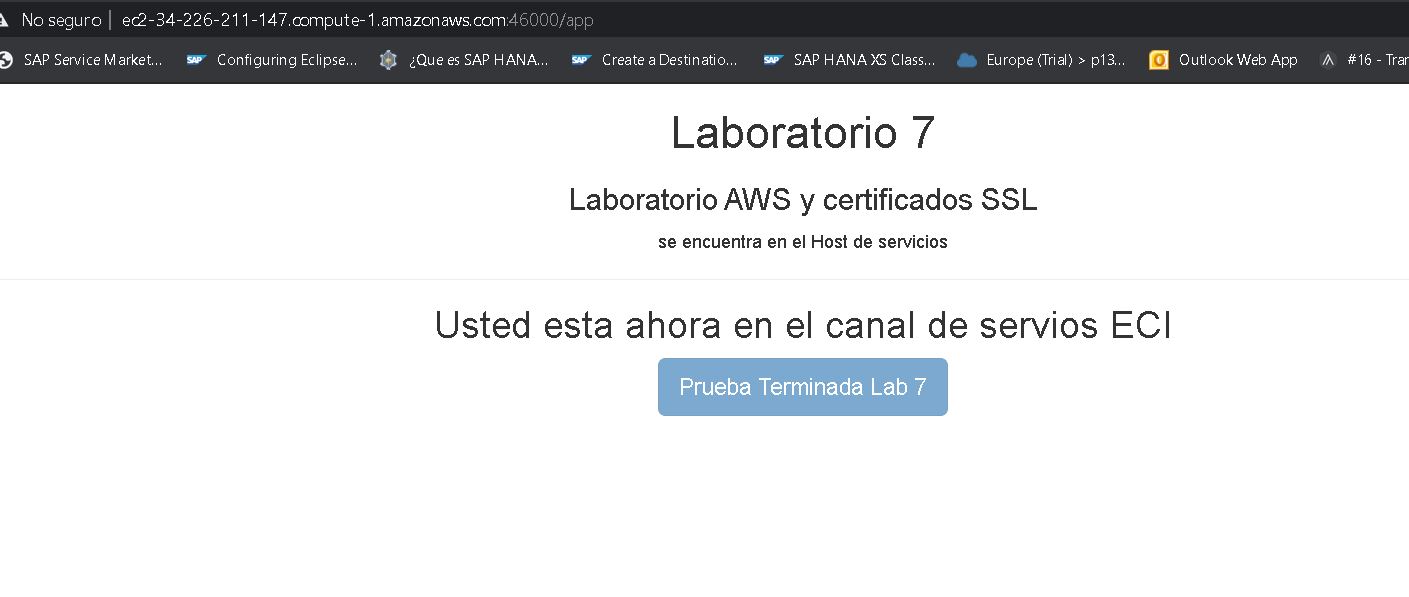 No seguro | ec2-34-226-211-147.compute-1.amazonaws.com:46000/app
SAP Service Market... SAP Configuring Eclipse... ¿Que es SAP HANA... SAP Create a Destinatio... SAP SAP HANA XS Class... Europe (Trial) > p13... Outlook Web App #16 - Tra
Laboratorio 7
Laboratorio AWS y certificados SSL
se encuentra en el Host de servicios
Usted esta ahora en el canal de servios ECI
Prueba Terminada Lab 7